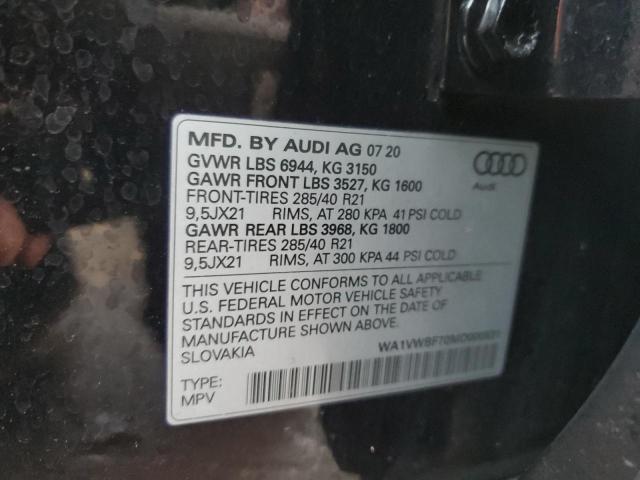 MFD. BY AUDI AG 07 20
GVWR LBS 6944, KG 3150
GAWR FRONT LBS 3527, KG 1600
FRONT-TIRES 285/40 R21
9,5JX21 RIMS, AT 280 KPA 41 PSI COLD
GAWR REAR LBS 3968, KG 1800
REAR-TIRES 285/40 R21
9,5JX21 RIMS, AT 300 KPA 44 PSI COLD
Audi
THIS VEHICLE CONFORMS TO ALL APPLICABLE
U.S. FEDERAL MOTOR VEHICLE SAFETY
STANDARDS IN EFFECT ON THE DATE OF
MANUFACTURE SHOWN ABOVE.
SLOVAKIA
TYPE:
MPV